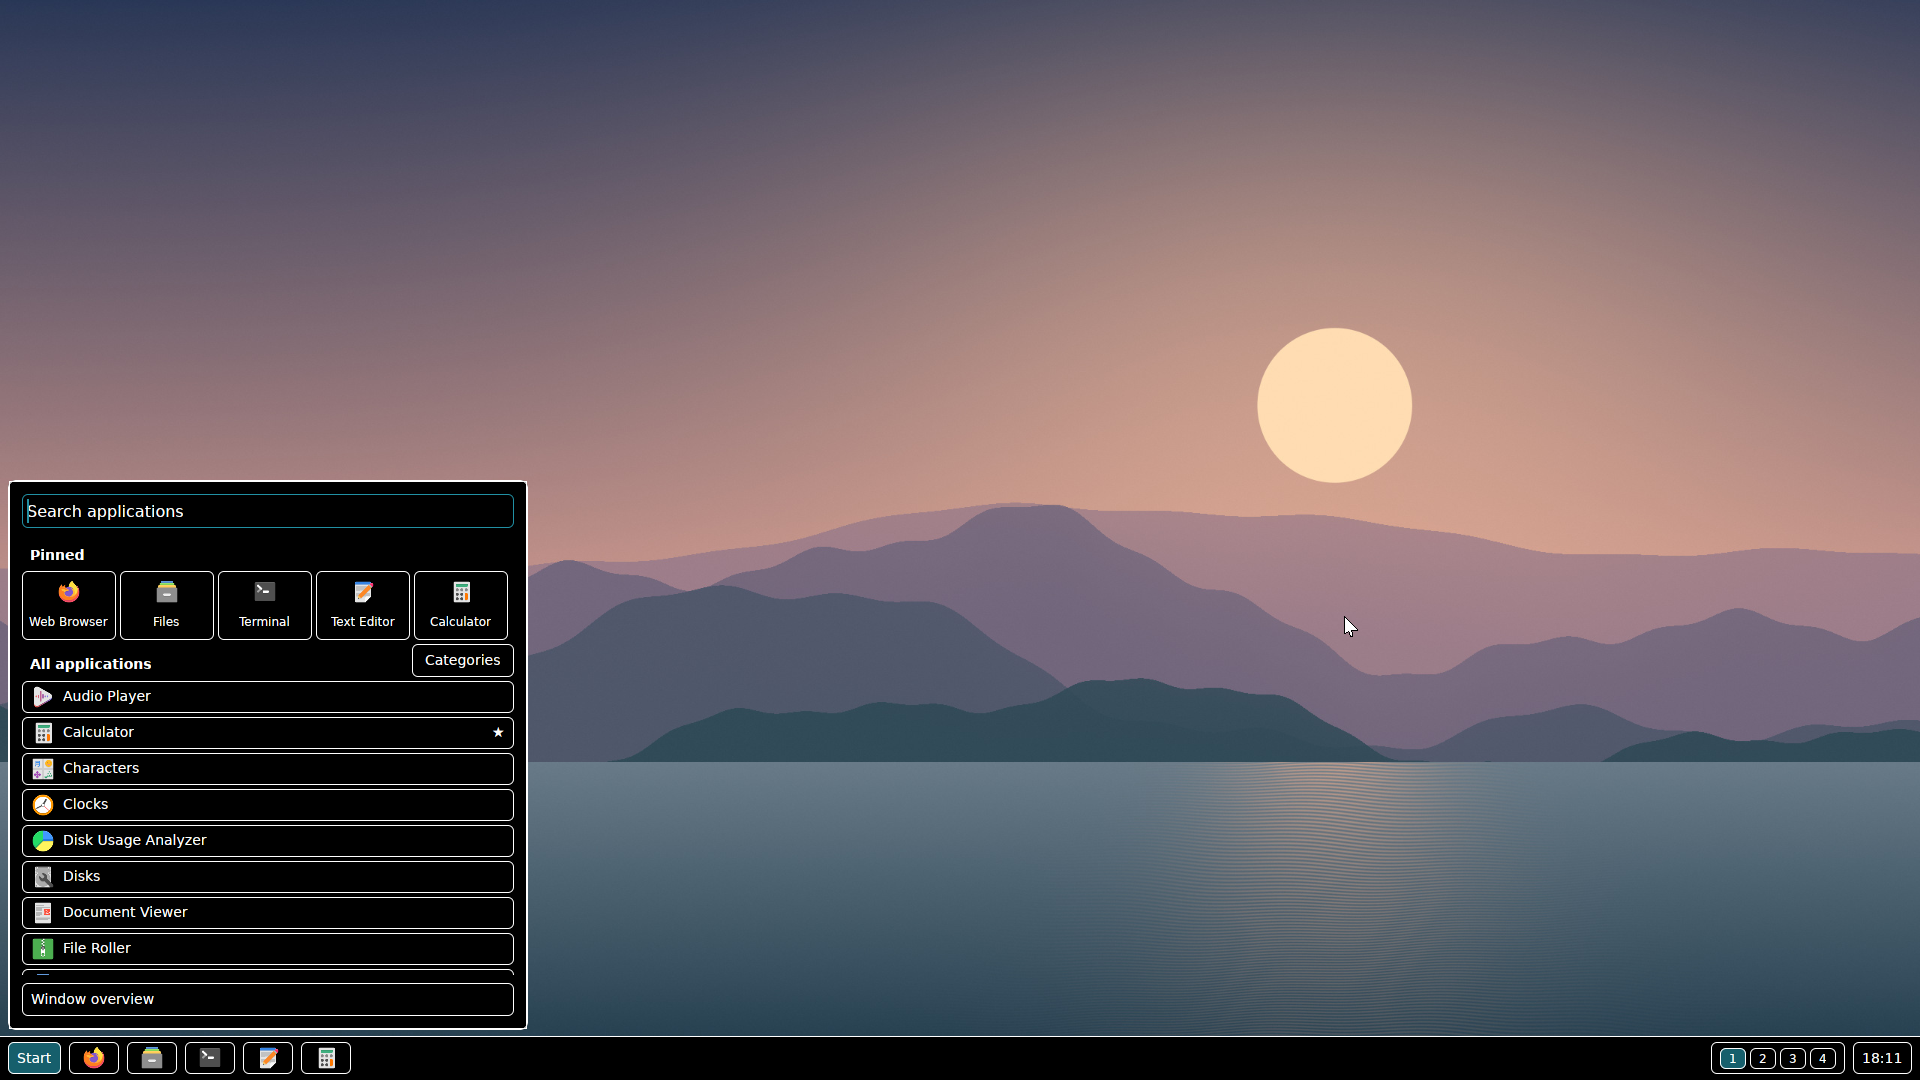 Search applications
Pinned
Web Browser Files Terminal Text Editor Calculator
All applications Categories
Audio Player
Calculator ★
Characters
Clocks
Disk Usage Analyzer
Disks
Document Viewer
File Roller
Window overview
Start 1 2 3 4 18:11